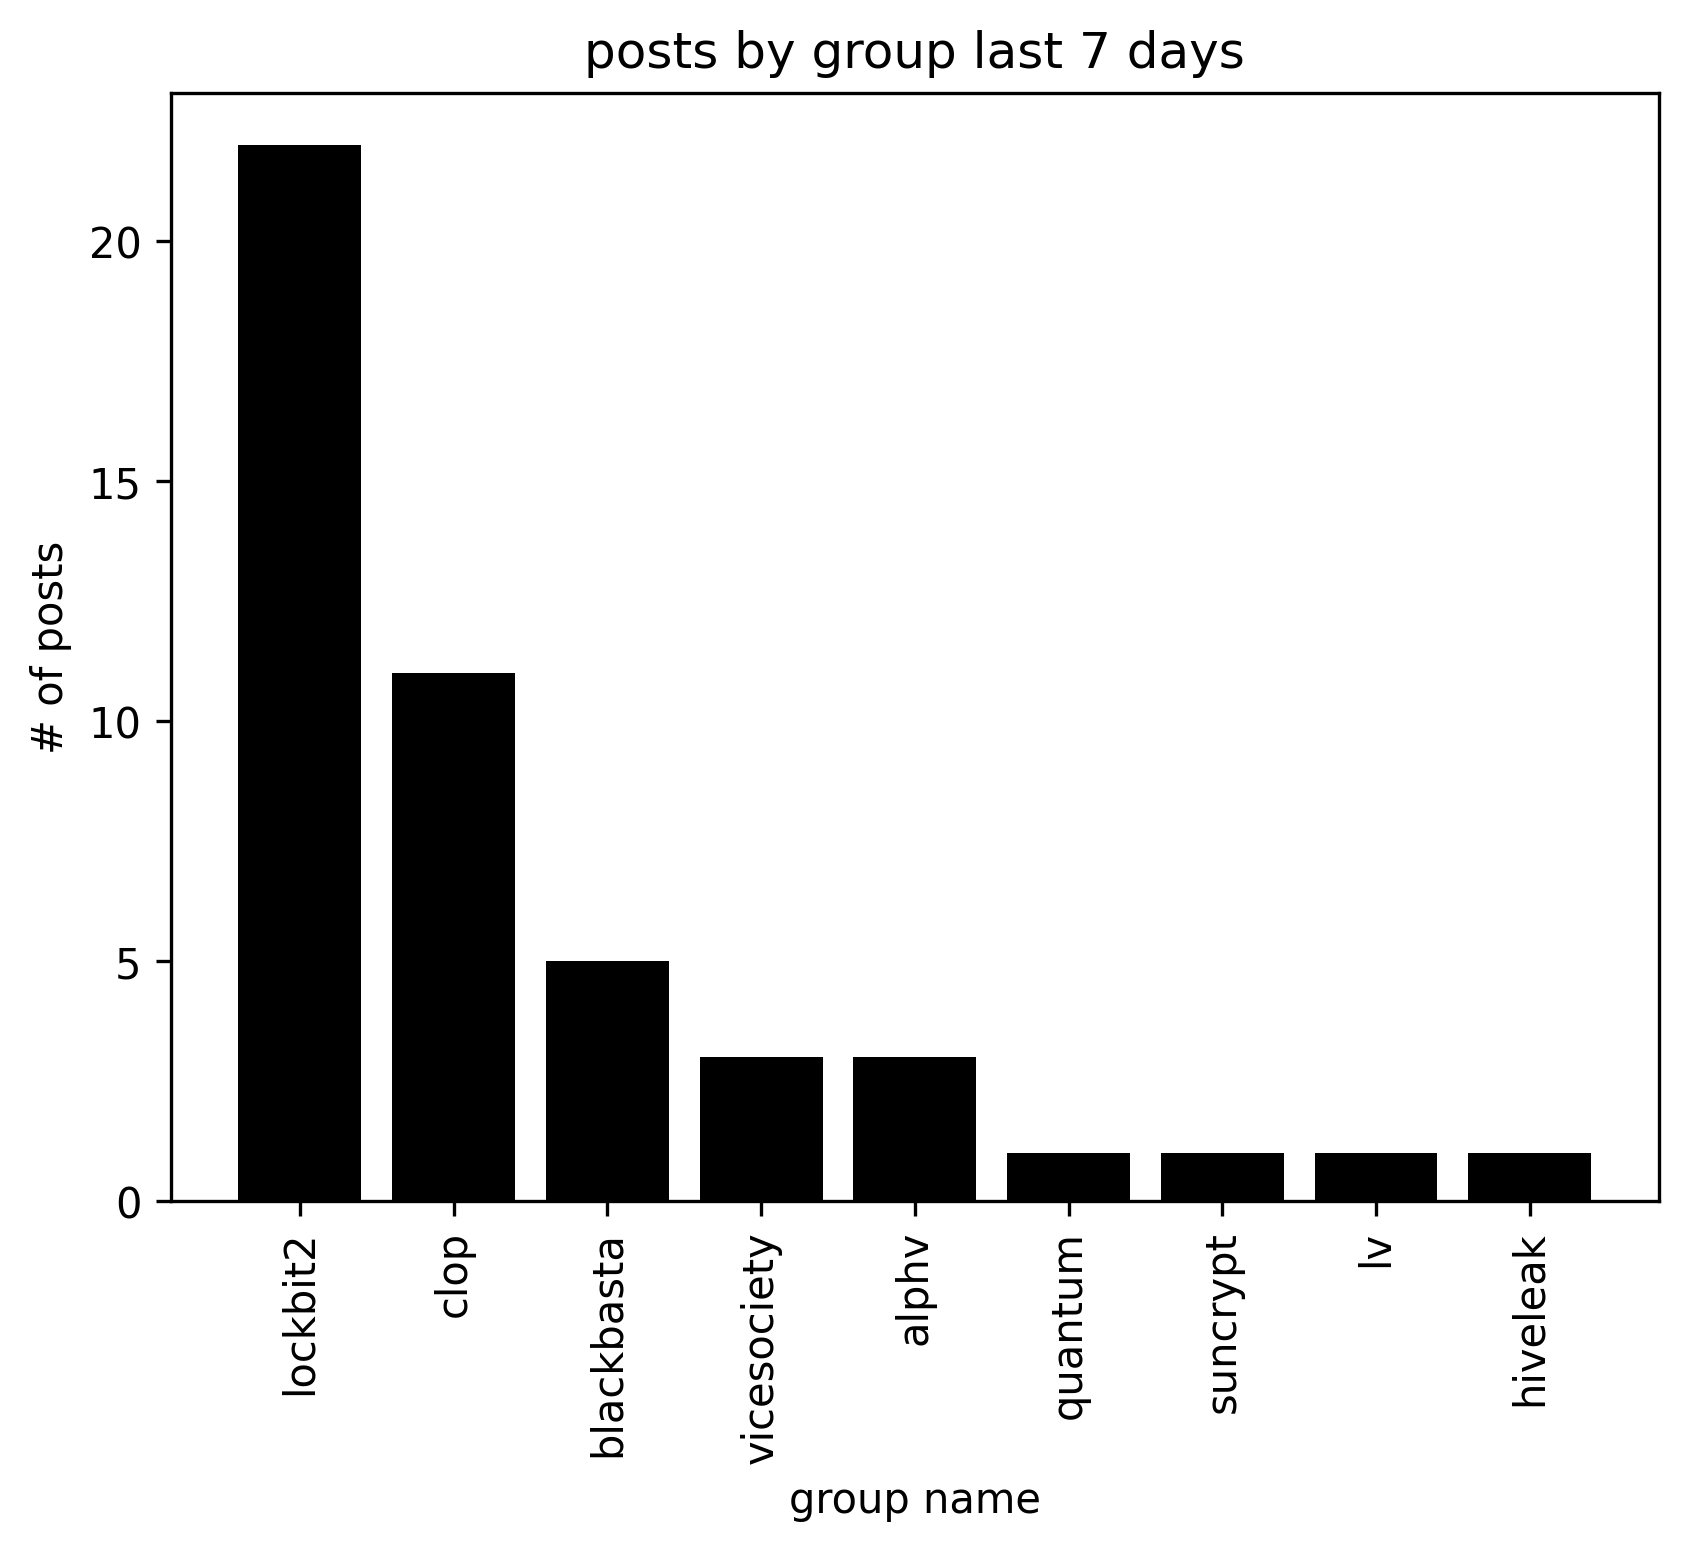 posts by group last 7 days
# of posts
20
15
10
5
0
lockbit2
clop
blackbasta
vicesociety
alphv
quantum
suncrypt
lv
hiveleak
group name